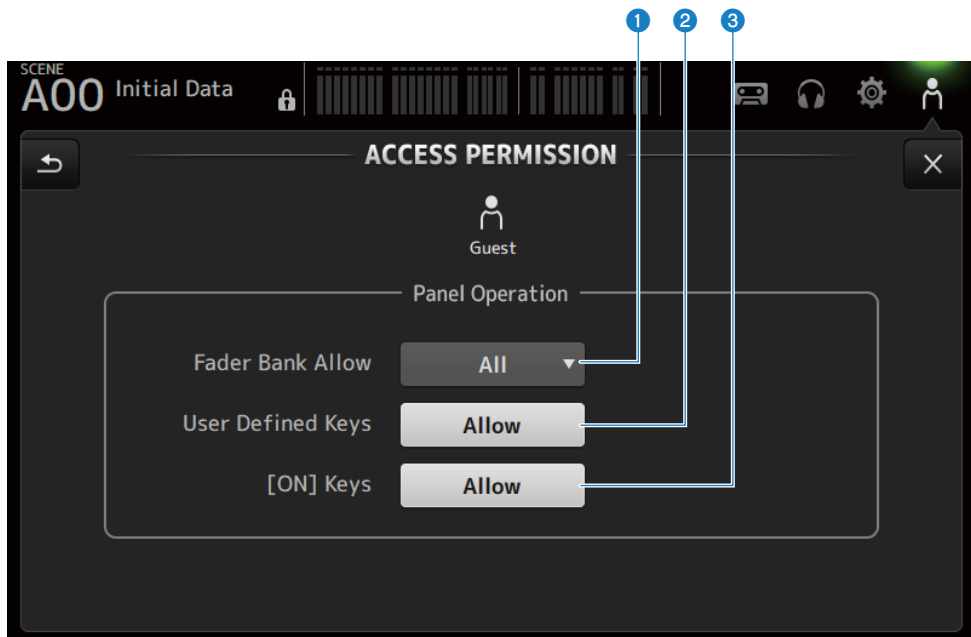 1 2 3
SCENE
A00 Initial Data
ACCESS PERMISSION
Guest
Panel Operation
Fader Bank Allow All
User Defined Keys Allow
[ON] Keys Allow